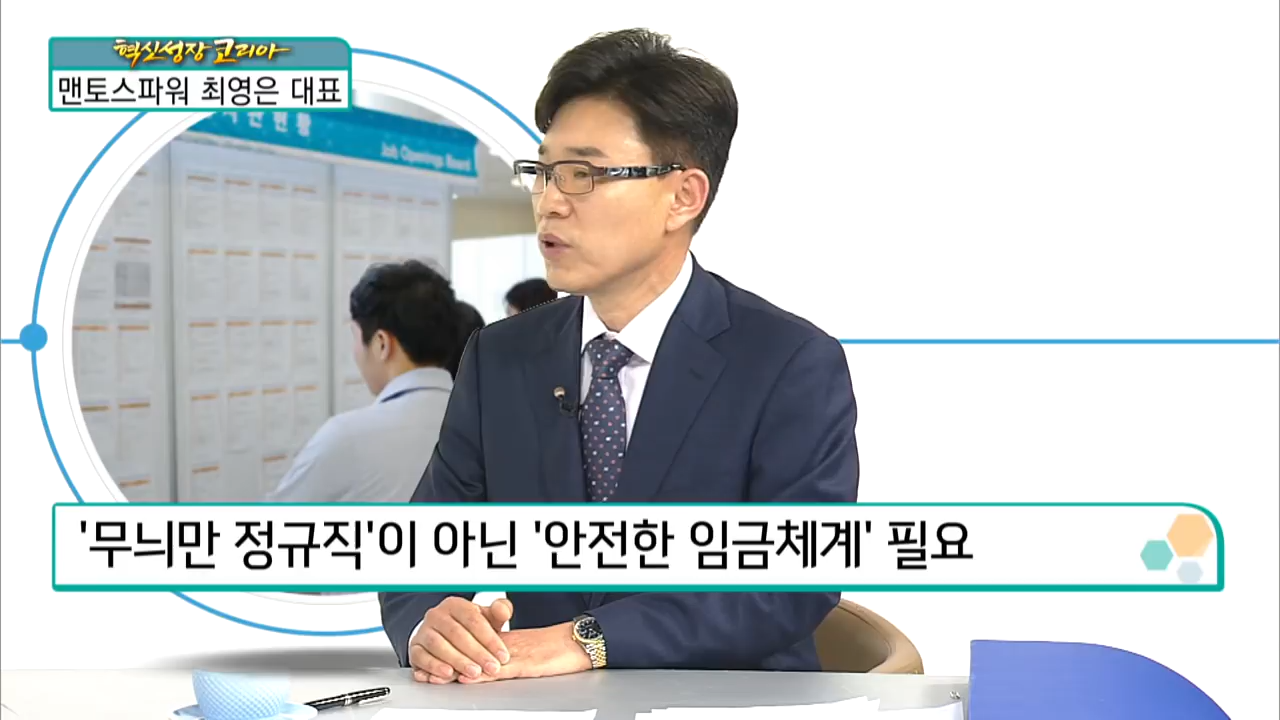 혁신성장 코리아
맨토스파워 최영은 대표
현황
Job Openings Board
'무늬만 정규직'이 아닌 '안전한 임금체계' 필요